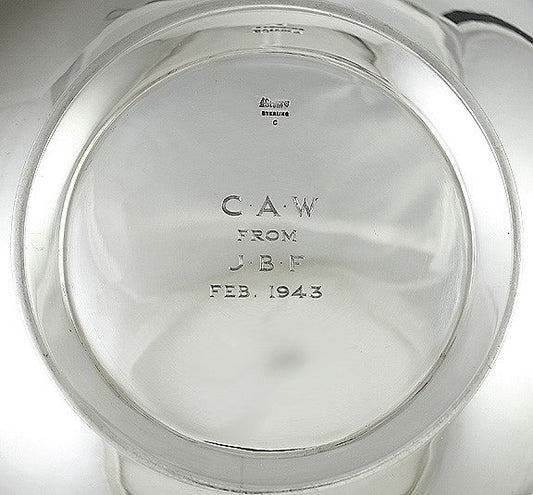 STERLING
C
C·A·W
FROM
J·B·F
FEB. 1943